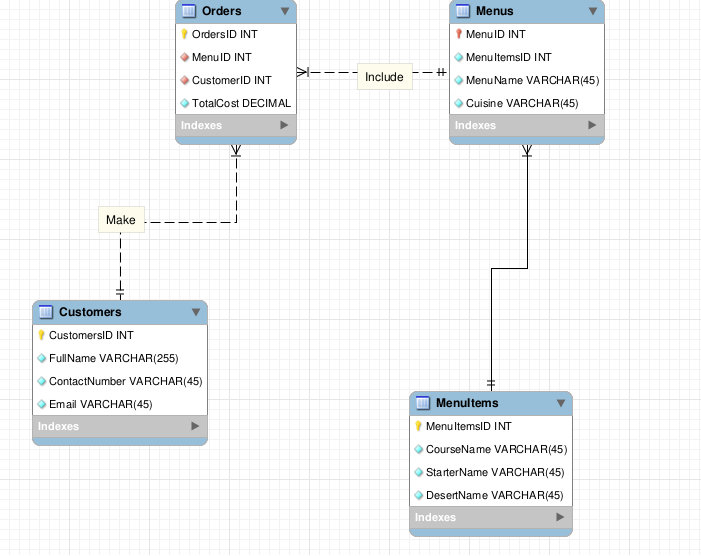 Orders
OrdersID INT
MenuID INT
CustomerID INT
TotalCost DECIMAL
Indexes
Include
Menus
MenuID INT
MenuItemsID INT
MenuName VARCHAR(45)
Cuisine VARCHAR(45)
Indexes
Make
Customers
CustomersID INT
FullName VARCHAR(255)
ContactNumber VARCHAR(45)
Email VARCHAR(45)
Indexes
MenuItems
MenuItemsID INT
CourseName VARCHAR(45)
StarterName VARCHAR(45)
DesertName VARCHAR(45)
Indexes